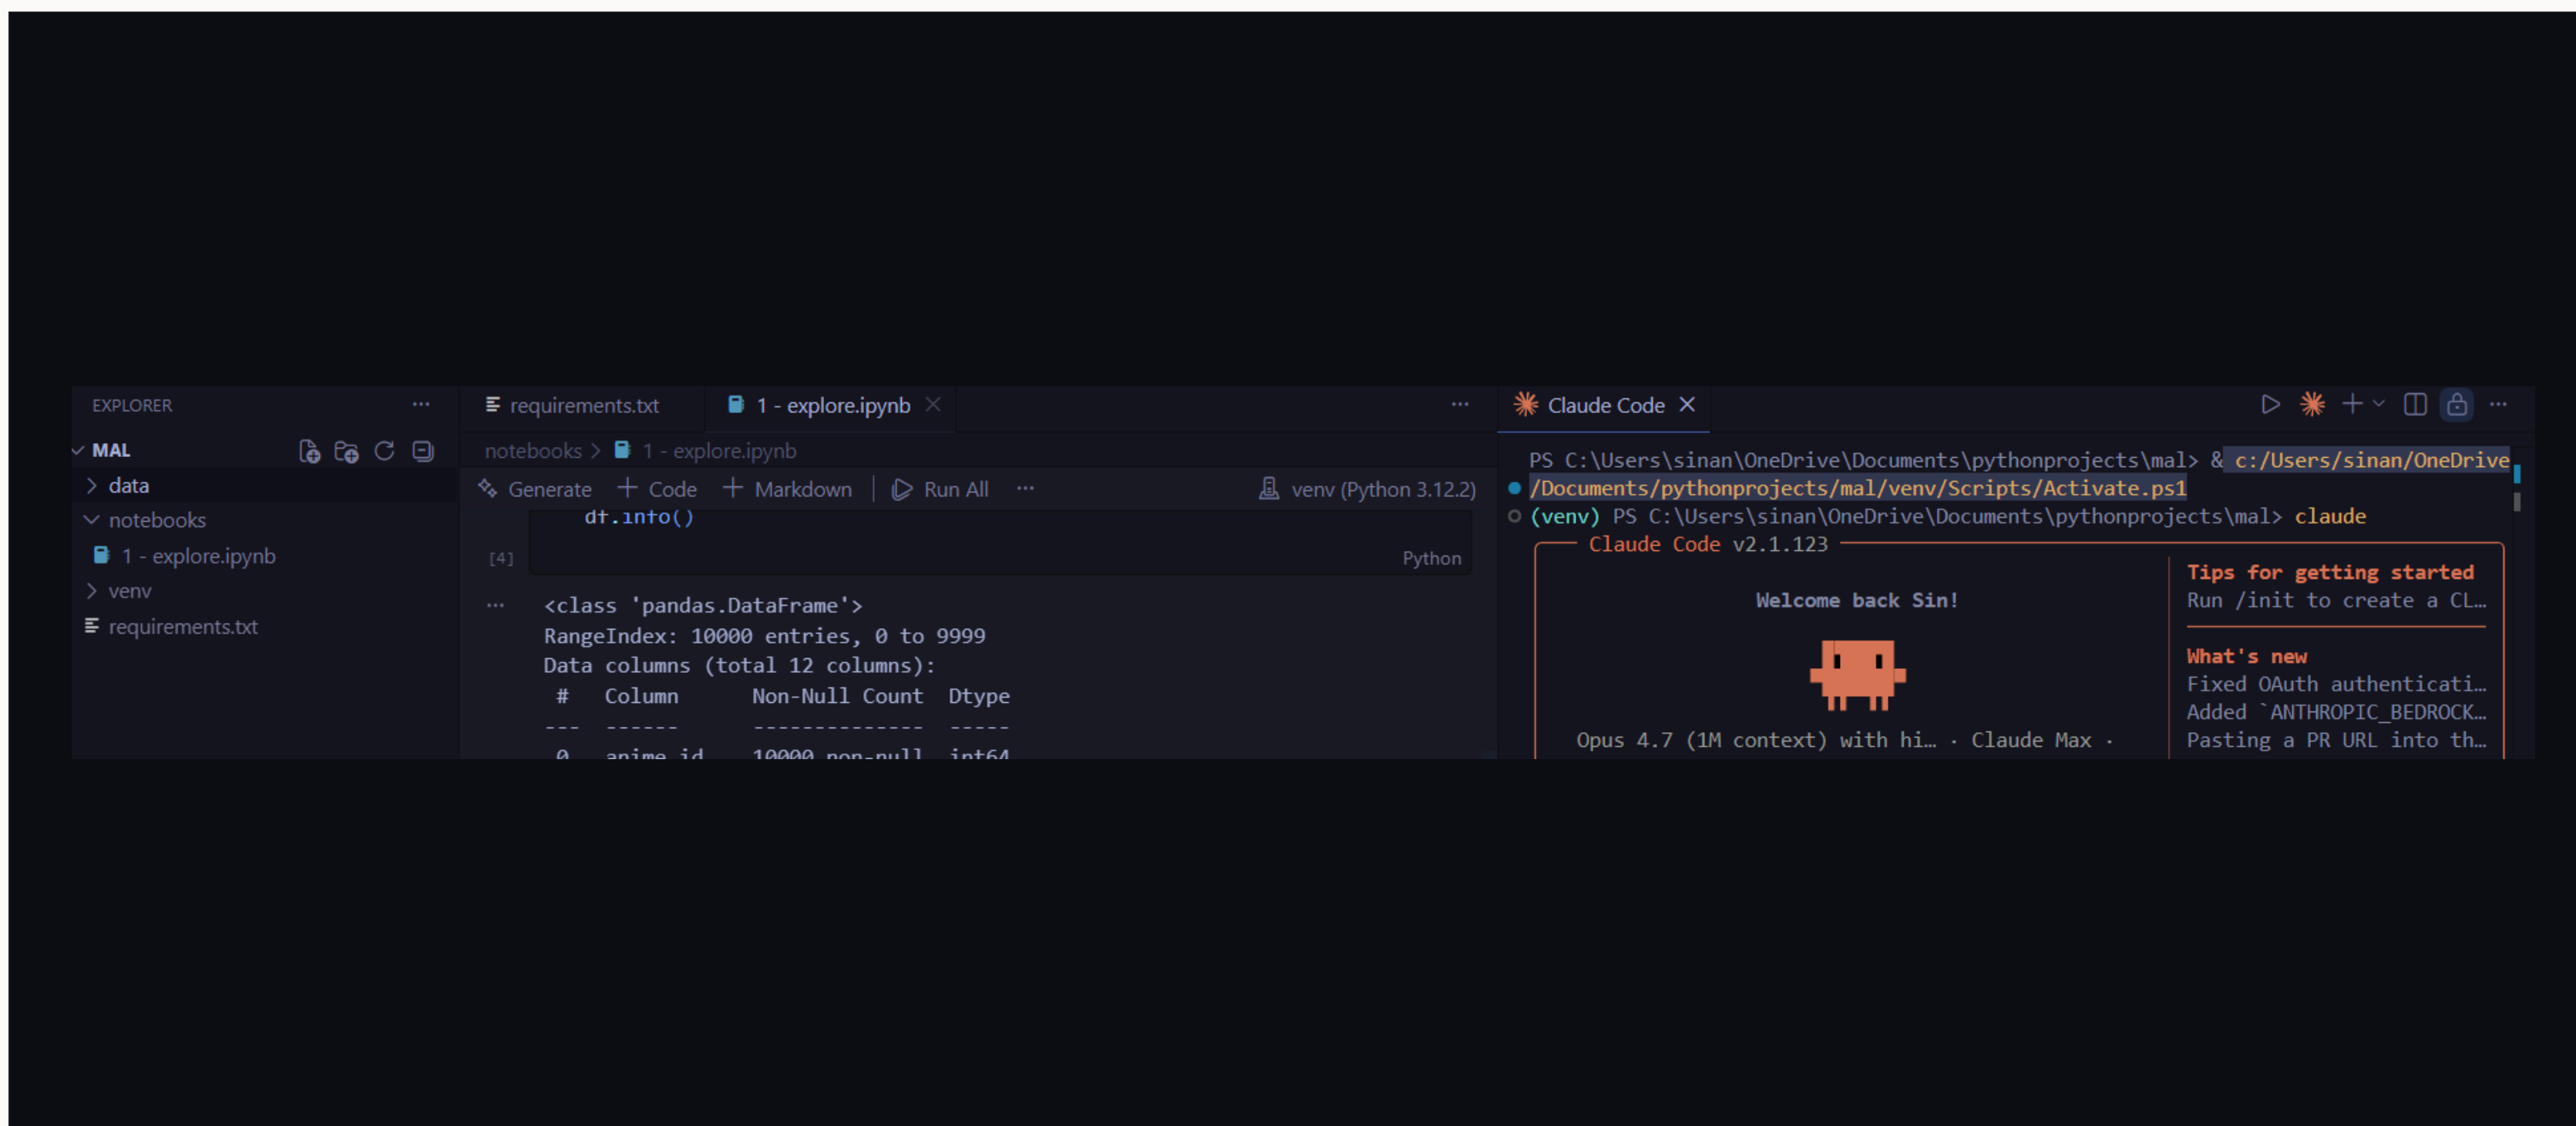 EXPLORER
MAL
data
notebooks
1 - explore.ipynb
venv
requirements.txt
requirements.txt
1 - explore.ipynb
notebooks > 1 - explore.ipynb
Generate + Code + Markdown | Run All ...
venv (Python 3.12.2)
df.info()
[4]
Python
<class 'pandas.DataFrame'>
RangeIndex: 10000 entries, 0 to 9999
Data columns (total 12 columns):
# Column Non-Null Count Dtype
--- ------ -------------- -----
0 anime_id 10000 non-null int64
Claude Code
PS C:\Users\sinan\OneDrive\Documents\pythonprojects\mal> & c:/Users/sinan/OneDrive
/Documents/pythonprojects/mal/venv/Scripts/Activate.ps1
(venv) PS C:\Users\sinan\OneDrive\Documents\pythonprojects\mal> claude
Claude Code v2.1.123
Welcome back Sin!
Opus 4.7 (1M context) with hi… · Claude Max ·
Tips for getting started
Run /init to create a CL…
What's new
Fixed OAuth authenticati…
Added `ANTHROPIC_BEDROCK…
Pasting a PR URL into th…